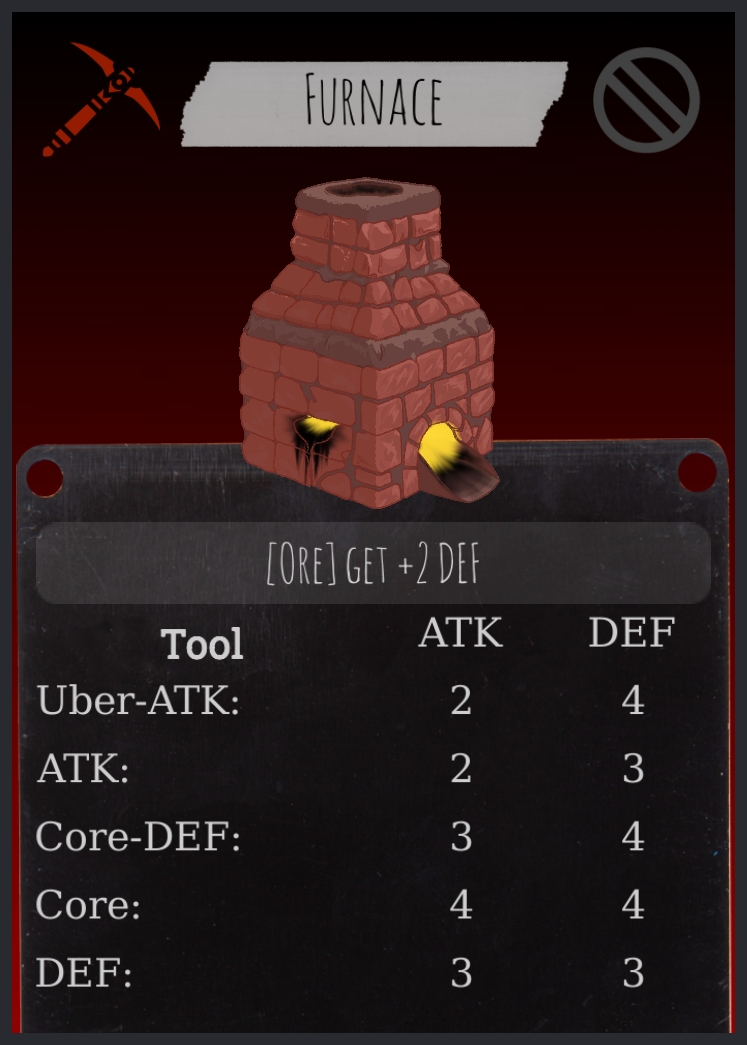 Furnace
[Ore] get +2 DEF
Tool ATK DEF
Uber-ATK: 2 4
ATK: 2 3
Core-DEF: 3 4
Core: 4 4
DEF: 3 3